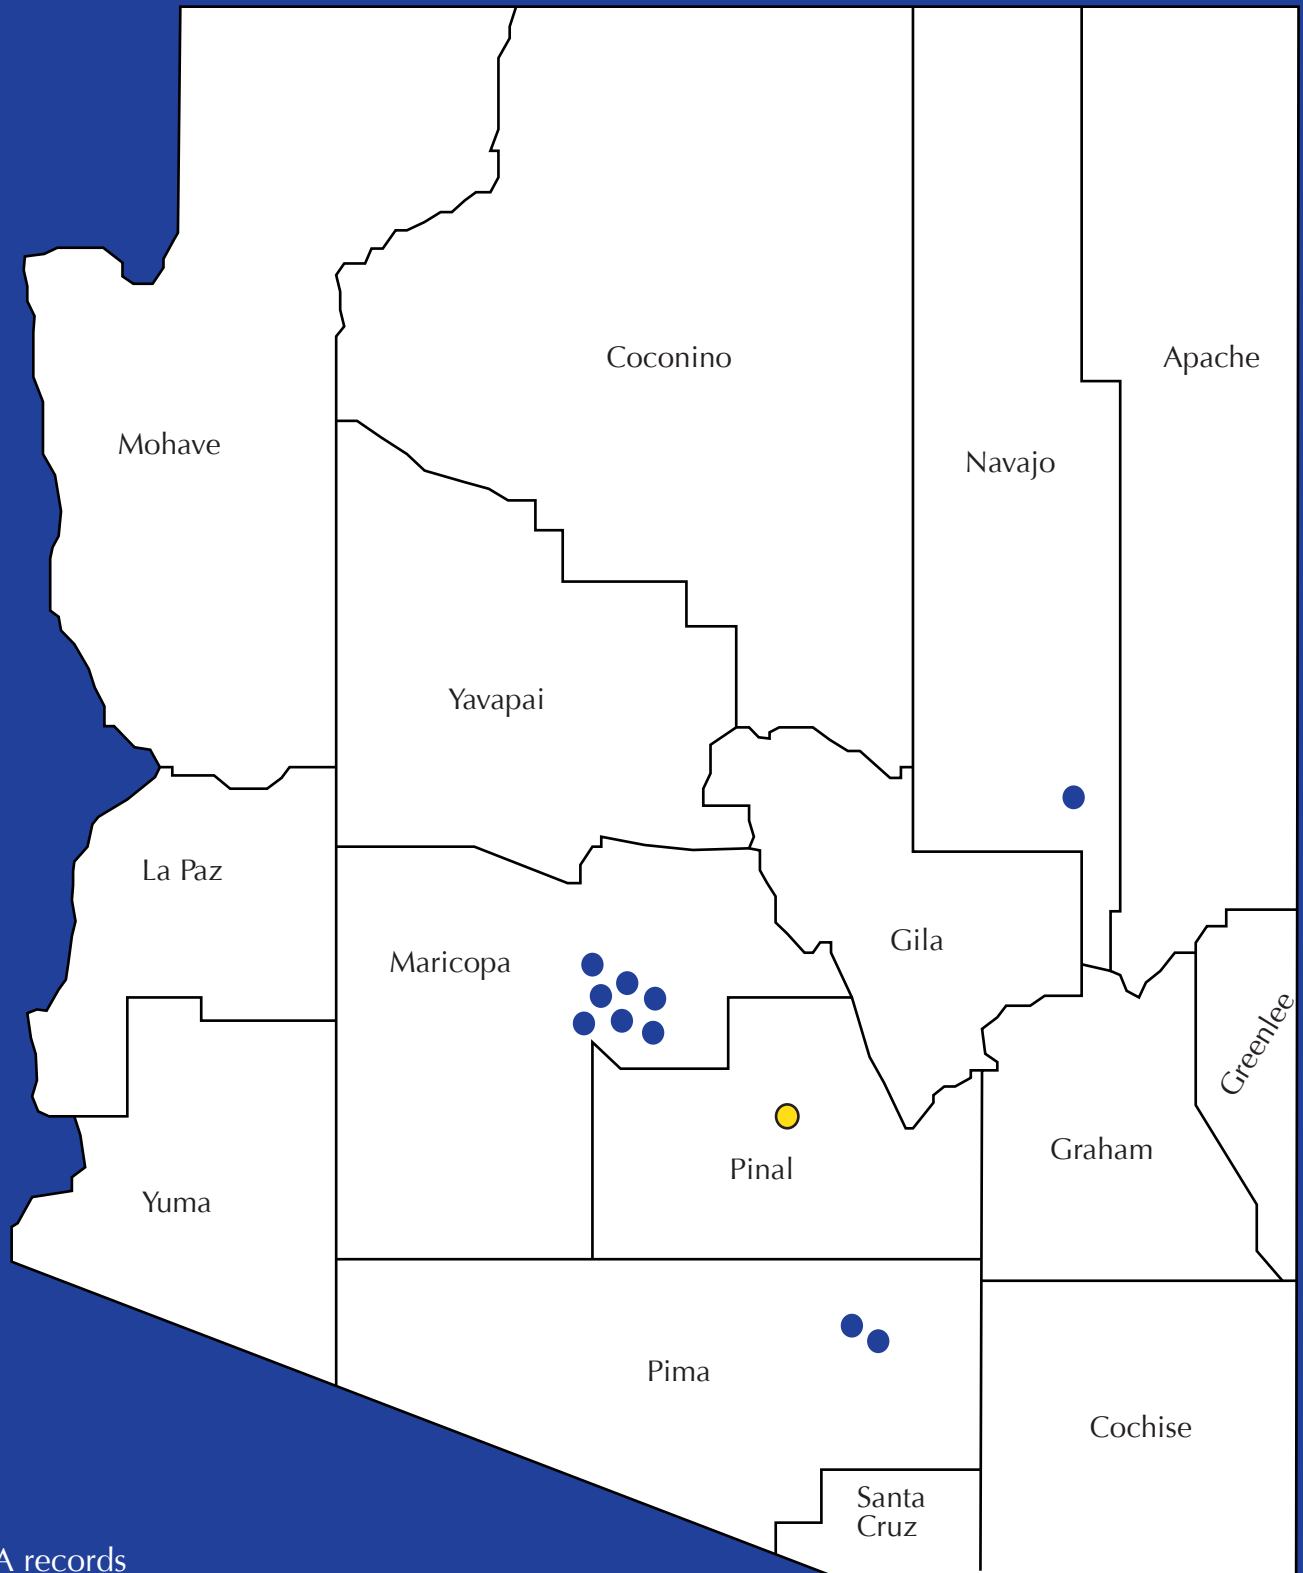 Coconino
Apache
Mohave
Navajo
Yavapai
La Paz
Maricopa
Gila
Greenlee
Graham
Pinal
Yuma
Pima
Cochise
Santa
Cruz
A records